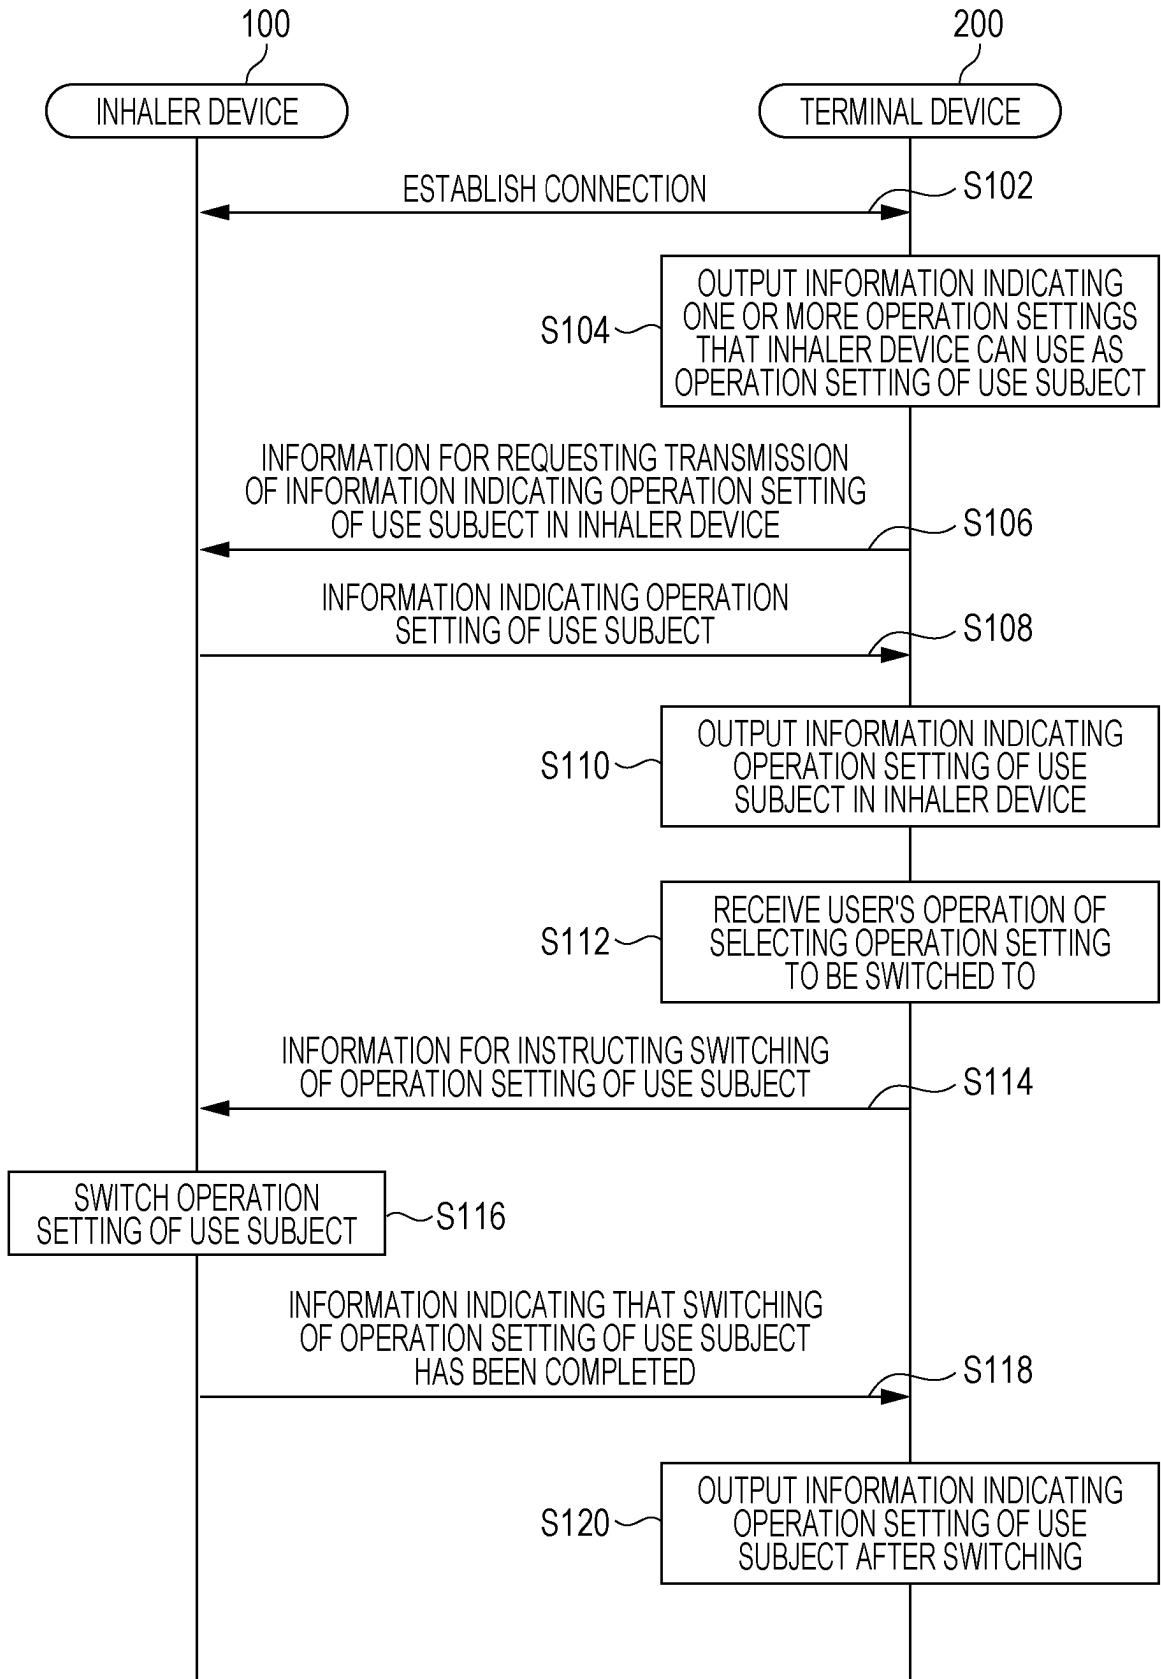 100
200
INHALER DEVICE
TERMINAL DEVICE
ESTABLISH CONNECTION
S102
OUTPUT INFORMATION INDICATING
ONE OR MORE OPERATION SETTINGS
THAT INHALER DEVICE CAN USE AS
OPERATION SETTING OF USE SUBJECT
S104
INFORMATION FOR REQUESTING TRANSMISSION
OF INFORMATION INDICATING OPERATION SETTING
OF USE SUBJECT IN INHALER DEVICE
S106
INFORMATION INDICATING OPERATION
SETTING OF USE SUBJECT
S108
OUTPUT INFORMATION INDICATING
OPERATION SETTING OF USE
SUBJECT IN INHALER DEVICE
S110
RECEIVE USER'S OPERATION OF
SELECTING OPERATION SETTING
TO BE SWITCHED TO
S112
INFORMATION FOR INSTRUCTING SWITCHING
OF OPERATION SETTING OF USE SUBJECT
S114
SWITCH OPERATION
SETTING OF USE SUBJECT
S116
INFORMATION INDICATING THAT SWITCHING
OF OPERATION SETTING OF USE SUBJECT
HAS BEEN COMPLETED
S118
OUTPUT INFORMATION INDICATING
OPERATION SETTING OF USE
SUBJECT AFTER SWITCHING
S120